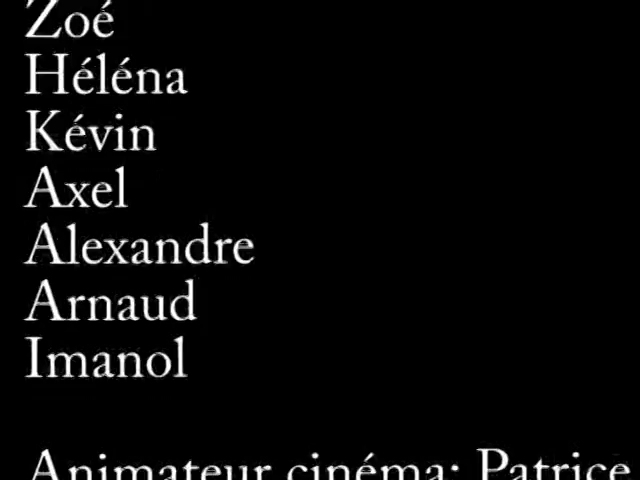 Zoé
Héléna
Kévin
Axel
Alexandre
Arnaud
Imanol
Animateur cinéma: Patrice